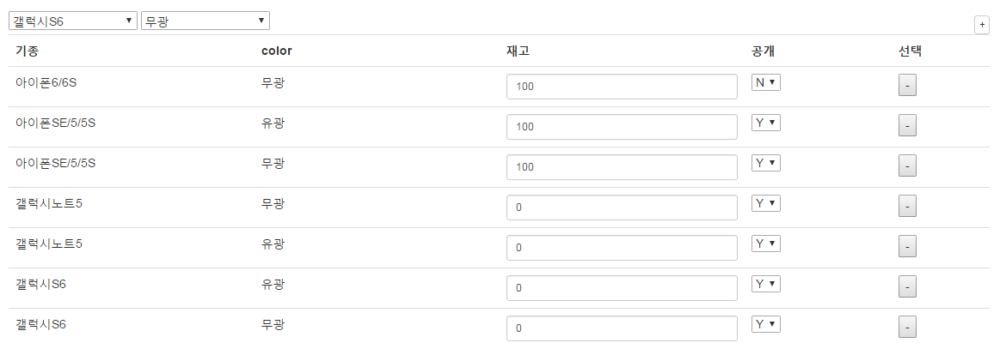 갤럭시S6 무광 +
기종 color 재고 공개 선택
아이폰6/6S 무광 100 N -
아이폰SE/5/5S 유광 100 Y -
아이폰SE/5/5S 무광 100 Y -
갤럭시노트5 무광 0 Y -
갤럭시노트5 유광 0 Y -
갤럭시S6 유광 0 Y -
갤럭시S6 무광 0 Y -